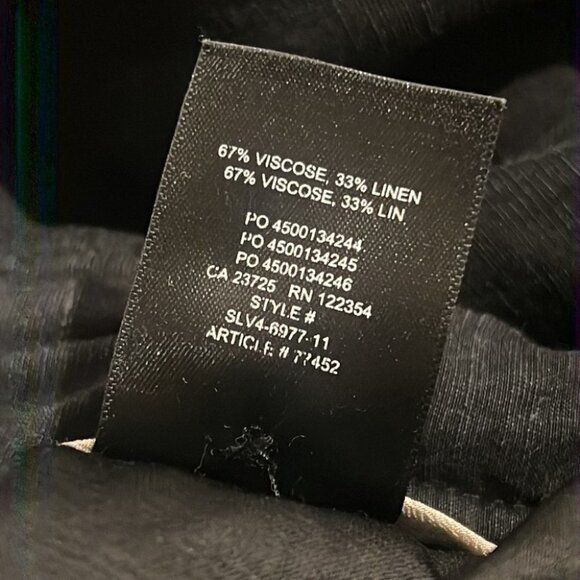 67% VISCOSE, 33% LINEN
67% VISCOSE, 33% LIN
PO 4500134244
PO 4500134245
PO 4500134246
CA 23725 RN 122354
STYLE #
SLV4-6977-11
ARTICLE # 77452